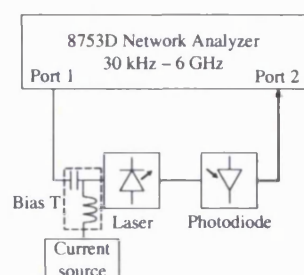 8753D Network Analyzer
30 kHz – 6 GHz
Port 1
Port 2
Bias T
Laser
Photodiode
Current
source